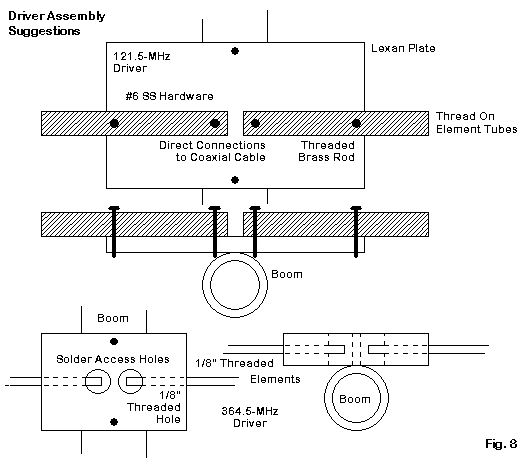 Driver Assembly
Suggestions
121.5-MHz
Driver
Lexan Plate
#6 SS Hardware
Thread On
Element Tubes
Direct Connections
to Coaxial Cable
Threaded
Brass Rod
Boom
Boom
Solder Access Holes
1/8"
Threaded
Hole
1/8" Threaded
Elements
364.5-MHz
Driver
Boom
Fig. 8